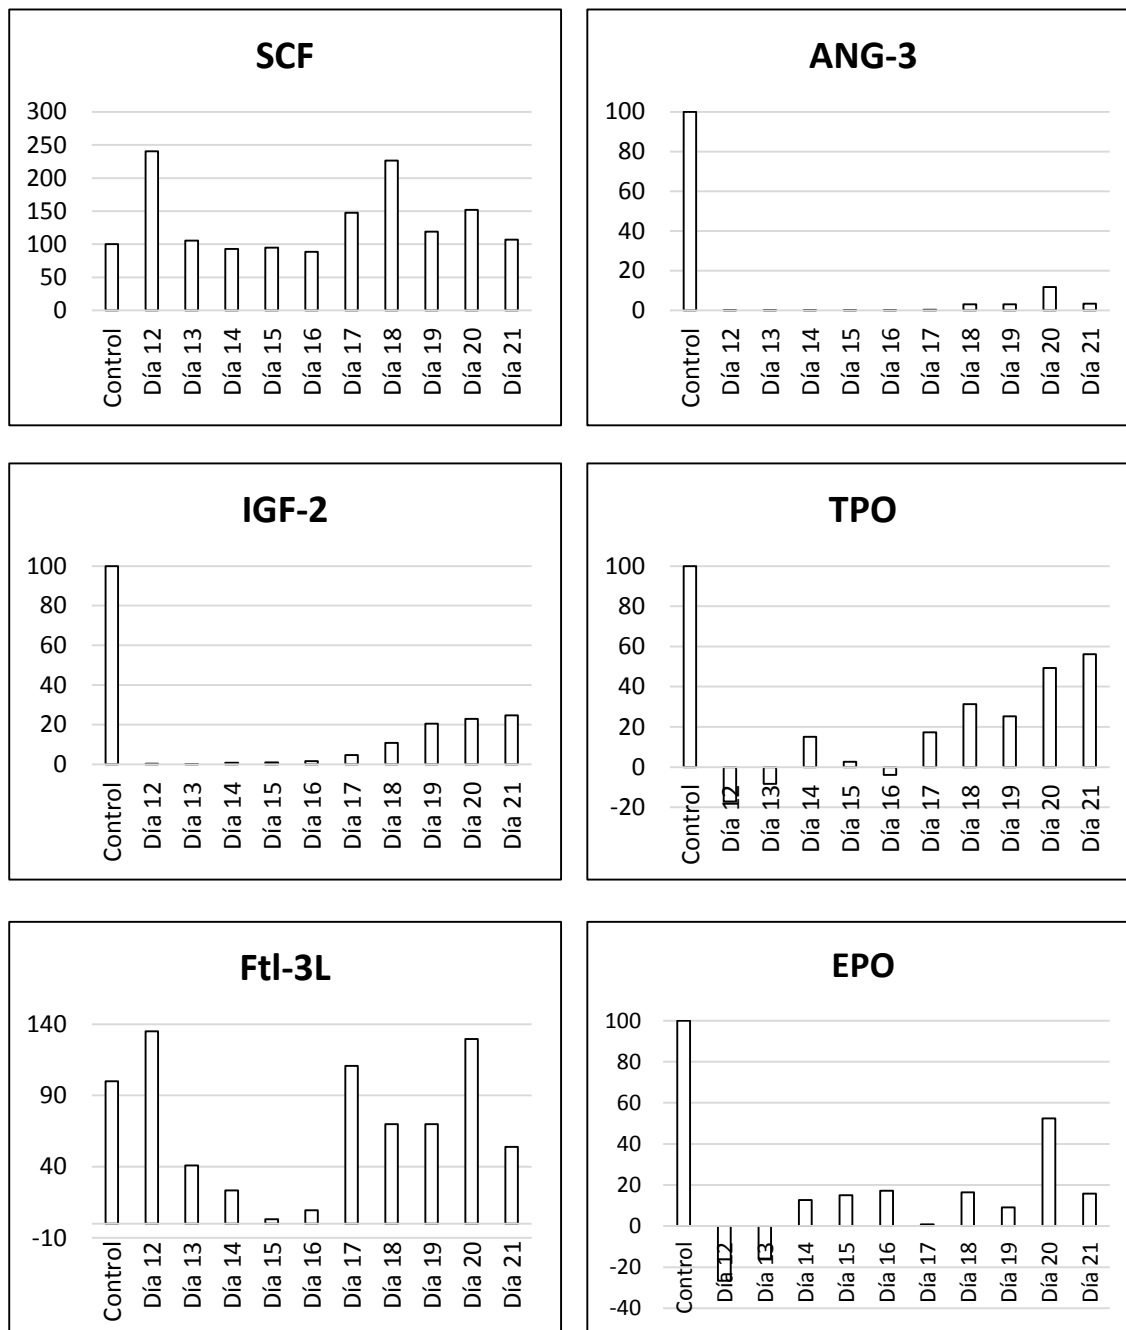 SCF
300
250
200
150
100
50
0
Control
Día 12
Día 13
Día 14
Día 15
Día 16
Día 17
Día 18
Día 19
Día 20
Día 21
ANG-3
100
80
60
40
20
0
Control
Día 12
Día 13
Día 14
Día 15
Día 16
Día 17
Día 18
Día 19
Día 20
Día 21
IGF-2
100
80
60
40
20
0
Control
Día 12
Día 13
Día 14
Día 15
Día 16
Día 17
Día 18
Día 19
Día 20
Día 21
TPO
100
80
60
40
20
0
-20
Control
Día 12
Día 13
Día 14
Día 15
Día 16
Día 17
Día 18
Día 19
Día 20
Día 21
Ftl-3L
140
90
40
-10
Control
Día 12
Día 13
Día 14
Día 15
Día 16
Día 17
Día 18
Día 19
Día 20
Día 21
EPO
100
80
60
40
20
0
-20
-40
Control
Día 12
Día 13
Día 14
Día 15
Día 16
Día 17
Día 18
Día 19
Día 20
Día 21